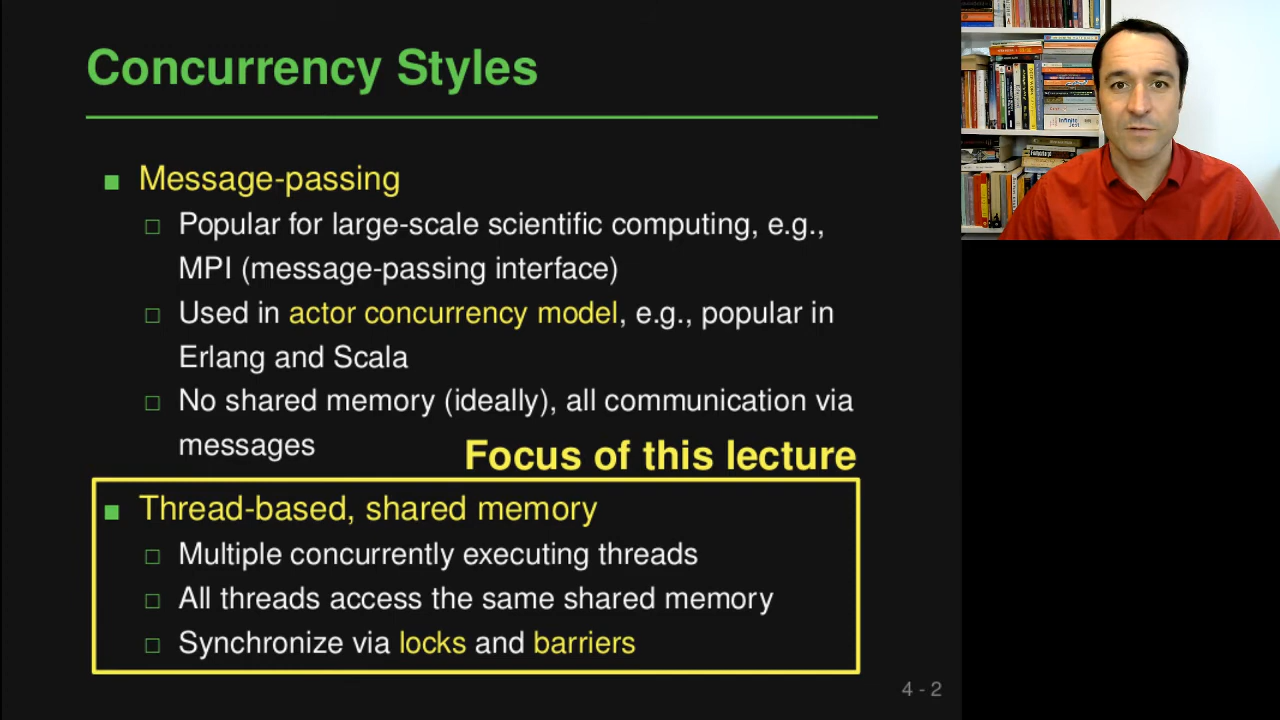 Concurrency Styles
■ Message-passing
□ Popular for large-scale scientific computing, e.g.,
MPI (message-passing interface)
□ Used in actor concurrency model, e.g., popular in
Erlang and Scala
□ No shared memory (ideally), all communication via
messages
Focus of this lecture
■ Thread-based, shared memory
□ Multiple concurrently executing threads
□ All threads access the same shared memory
□ Synchronize via locks and barriers
4 - 2
Infinite
Jest